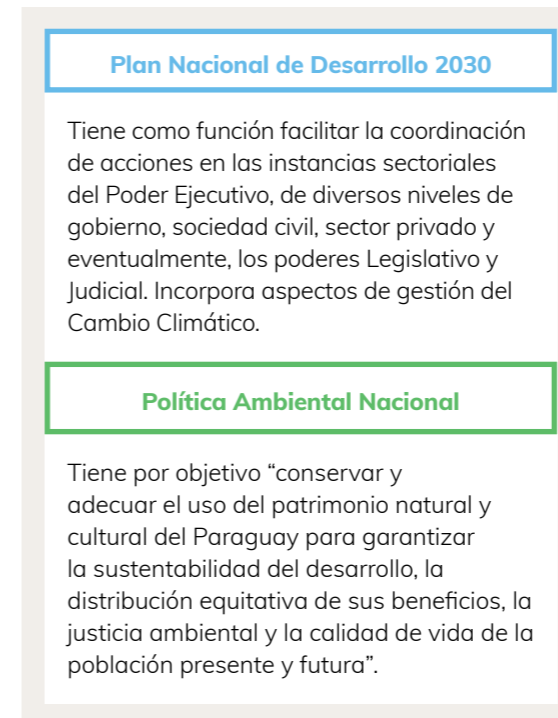 Plan Nacional de Desarrollo 2030
Tiene como función facilitar la coordinación
de acciones en las instancias sectoriales
del Poder Ejecutivo, de diversos niveles de
gobierno, sociedad civil, sector privado y
eventualmente, los poderes Legislativo y
Judicial. Incorpora aspectos de gestión del
Cambio Climático.
Política Ambiental Nacional
Tiene por objetivo “conservar y
adecuar el uso del patrimonio natural y
cultural del Paraguay para garantizar
la sustentabilidad del desarrollo, la
distribución equitativa de sus beneficios, la
justicia ambiental y la calidad de vida de la
población presente y futura”.